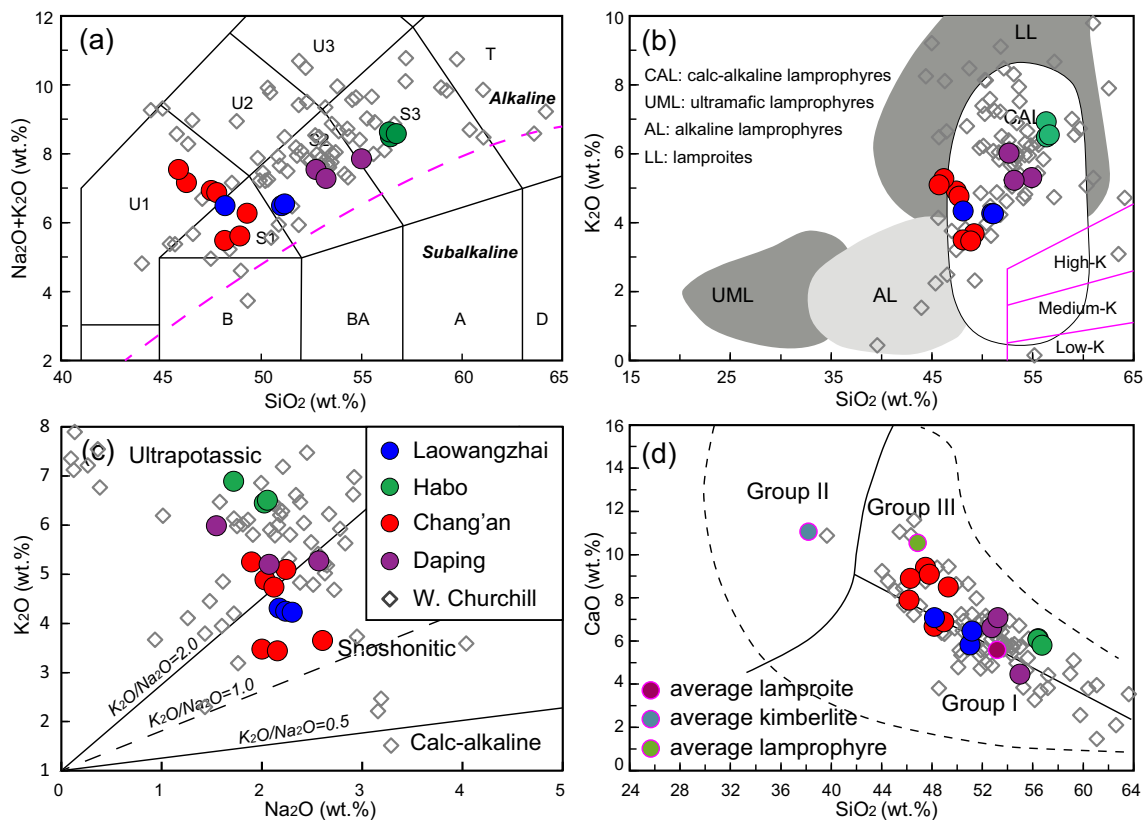 (a)
Na2O+K2O (wt.%)
12
10
8
6
4
2
U3
T
U2
Alkaline
S3
S2
U1
S1
Subalkaline
B
BA
A
D
40
45
50
55
60
65
SiO2 (wt.%)
(b)
K2O (wt.%)
10
8
6
4
2
0
LL
CAL: calc-alkaline lamprophyres
UML: ultramafic lamprophyres
AL: alkaline lamprophyres
LL: lamproites
CAL
UML
AL
High-K
Medium-K
Low-K
15
25
35
45
55
65
SiO2 (wt.%)
(c)
K2O (wt.%)
8
7
6
5
4
3
2
1
Ultrapotassic
Laowangzhai
Habo
Chang'an
Daping
W. Churchill
Shoshonitic
K2O/Na2O=2.0
K2O/Na2O=1.0
K2O/Na2O=0.5
Calc-alkaline
0
1
2
3
4
5
Na2O (wt.%)
(d)
CaO (wt.%)
16
14
12
10
8
6
4
2
0
Group II
Group III
Group I
average lamproite
average kimberlite
average lamprophyre
24
28
32
36
40
44
48
52
56
60
64
SiO2 (wt.%)